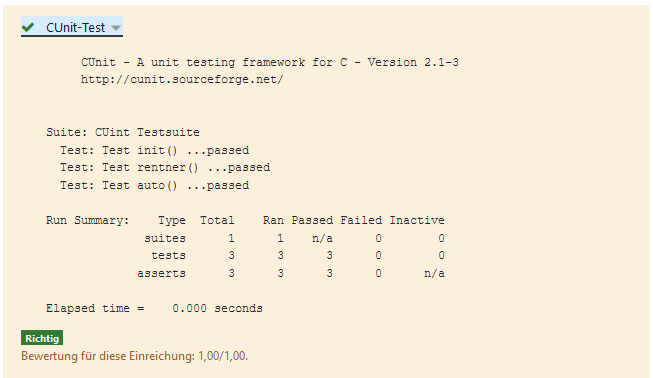 CUnit-Test
CUnit - A unit testing framework for C - Version 2.1-3
http://cunit.sourceforge.net/
Suite: CUint Testsuite
Test: Test init() ...passed
Test: Test rentner() ...passed
Test: Test auto() ...passed
Run Summary: Type Total Ran Passed Failed Inactive
suites 1 1 n/a 0 0
tests 3 3 3 0 0
asserts 3 3 3 0 n/a
Elapsed time = 0.000 seconds
Richtig
Bewertung für diese Einreichung: 1,00/1,00.